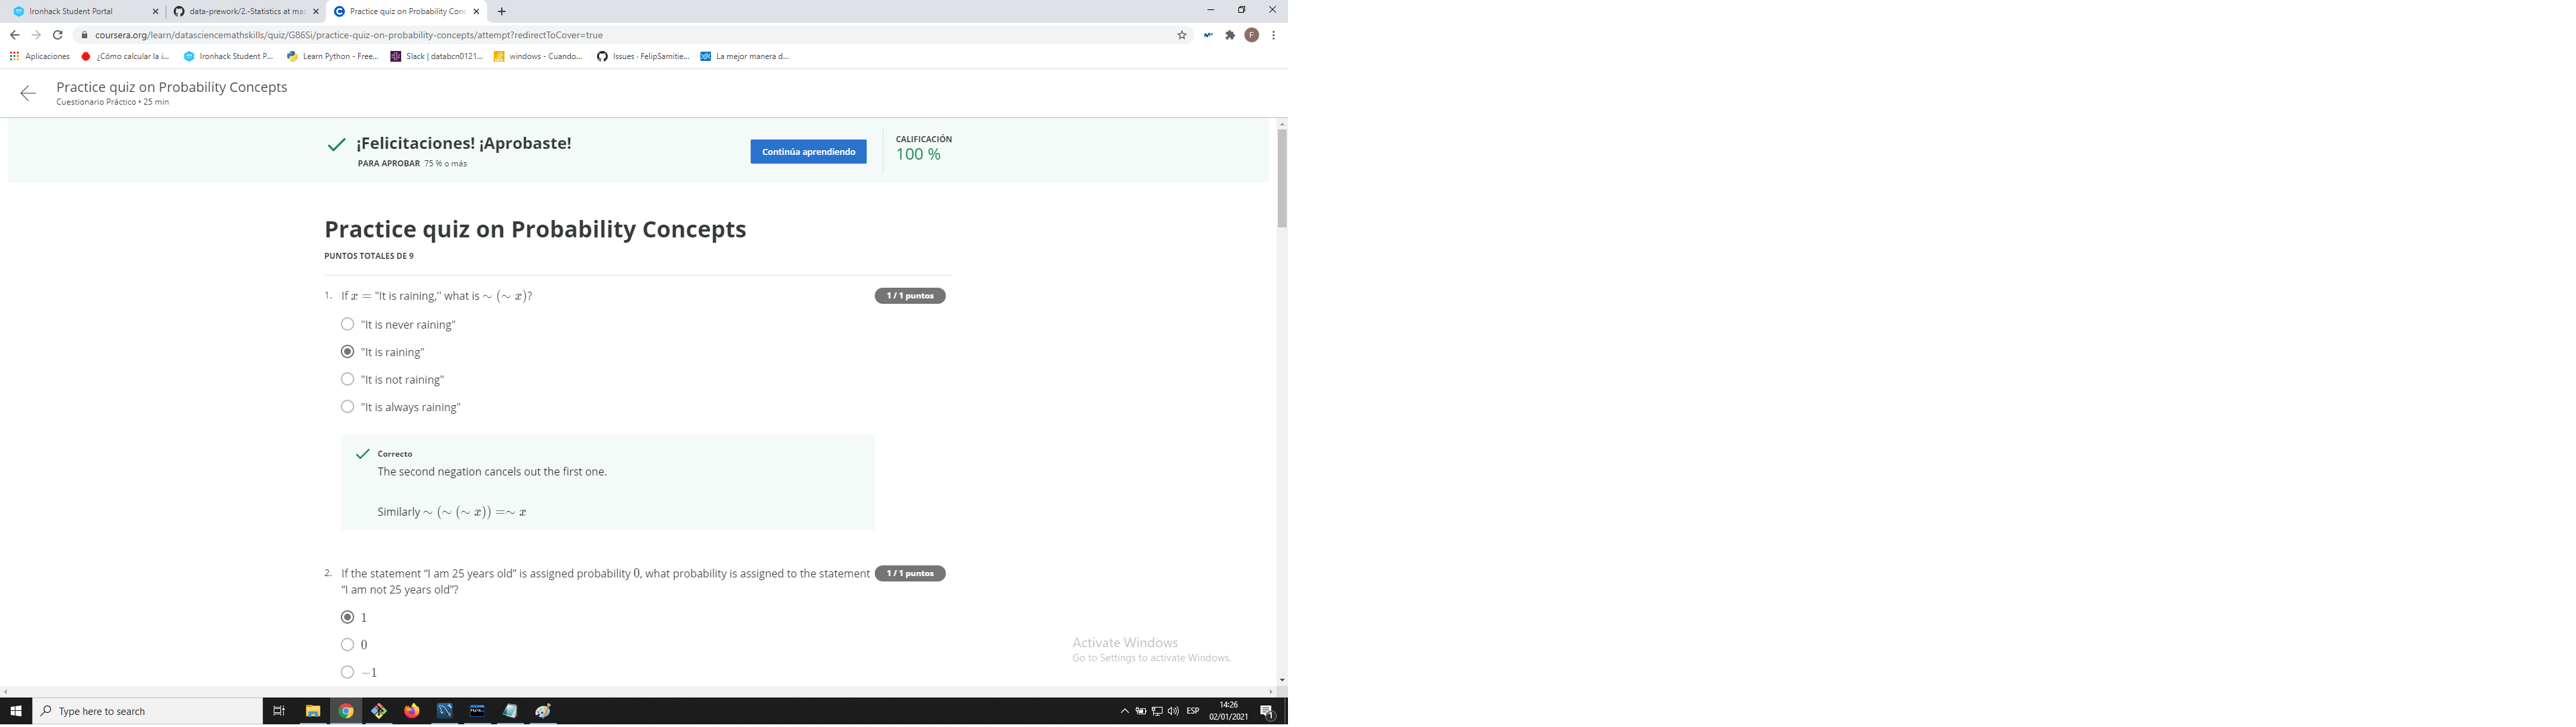 Ironhack Student Portal
data-prework/2.-Statistics at ma
Practice quiz on Probability Conc
coursera.org/learn/datasciencemathskills/quiz/G86Si/practice-quiz-on-probability-concepts/attempt?redirectToCover=true
F
Aplicaciones
¿Cómo calcular la i...
Ironhack Student P...
Learn Python - Free...
Slack | databcn0121...
windows - Cuando...
Issues · FelipSamitie...
La mejor manera d...
Practice quiz on Probability Concepts
Cuestionario Práctico • 25 min
¡Felicitaciones! ¡Aprobaste!
PARA APROBAR 75 % o más
Continúa aprendiendo
CALIFICACIÓN
100 %
Practice quiz on Probability Concepts
PUNTOS TOTALES DE 9
1. If x = "It is raining," what is ∼ (∼ x)?
1 / 1 puntos
"It is never raining"
"It is raining"
"It is not raining"
"It is always raining"
Correcto
The second negation cancels out the first one.
Similarly ∼ (∼ (∼ x)) =∼ x
2. If the statement “I am 25 years old” is assigned probability 0, what probability is assigned to the statement
1 / 1 puntos
“I am not 25 years old”?
1
0
−1
Activate Windows
Go to Settings to activate Windows.
Type here to search
ESP
14:26
02/01/2021
1